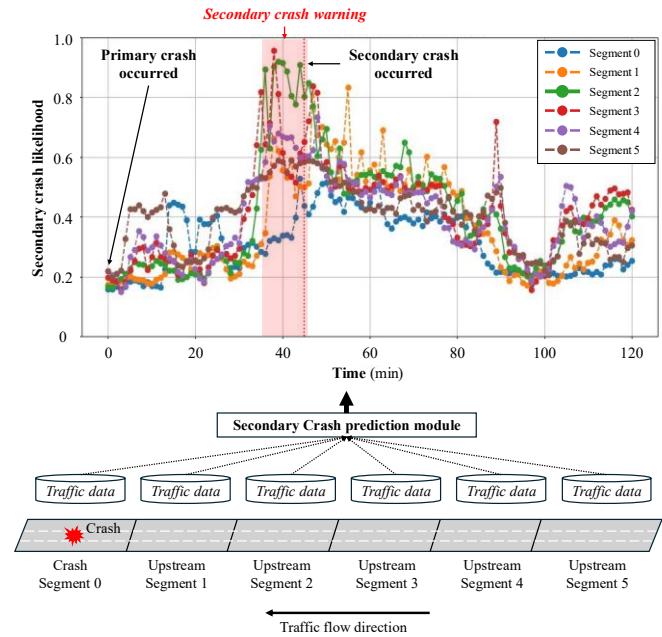 Secondary crash warning
1.0
0.8
0.6
0.4
0.2
0
Secondary crash likelihood
Primary crash
occurred
Secondary crash
occurred
Segment 0
Segment 1
Segment 2
Segment 3
Segment 4
Segment 5
0
20
40
60
80
100
120
Time (min)
Secondary Crash prediction module
Traffic data
Traffic data
Traffic data
Traffic data
Traffic data
Traffic data
Crash
Crash
Segment 0
Upstream
Segment 1
Upstream
Segment 2
Upstream
Segment 3
Upstream
Segment 4
Upstream
Segment 5
Traffic flow direction